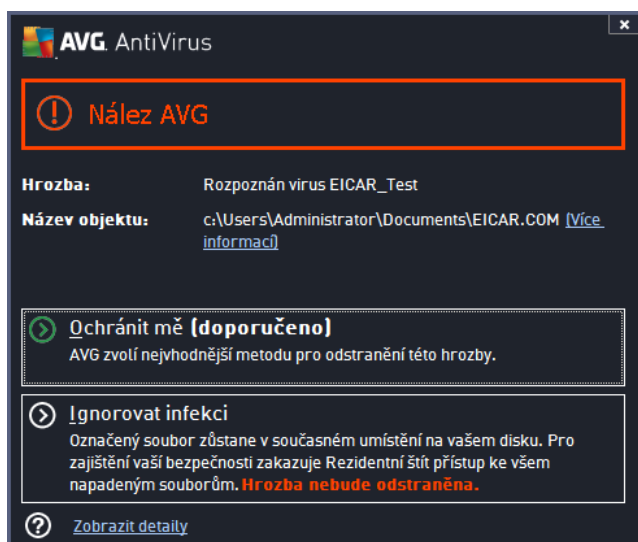 AVG. AntiVirus
Nález AVG
Hrozba: Rozpoznán virus EICAR_Test
Název objektu: c:\Users\Administrator\Documents\EICAR.COM (Více
informací)
Ochránit mě (doporučeno)
AVG zvolí nejvhodnější metodu pro odstranění této hrozby.
Ignorovat infekci
Označený soubor zůstane v současném umístění na vašem disku. Pro
zajištění vaší bezpečnosti zakazuje Rezidentní štít přístup ke všem
napadeným souborům. Hrozba nebude odstraněna.
Zobrazit detaily